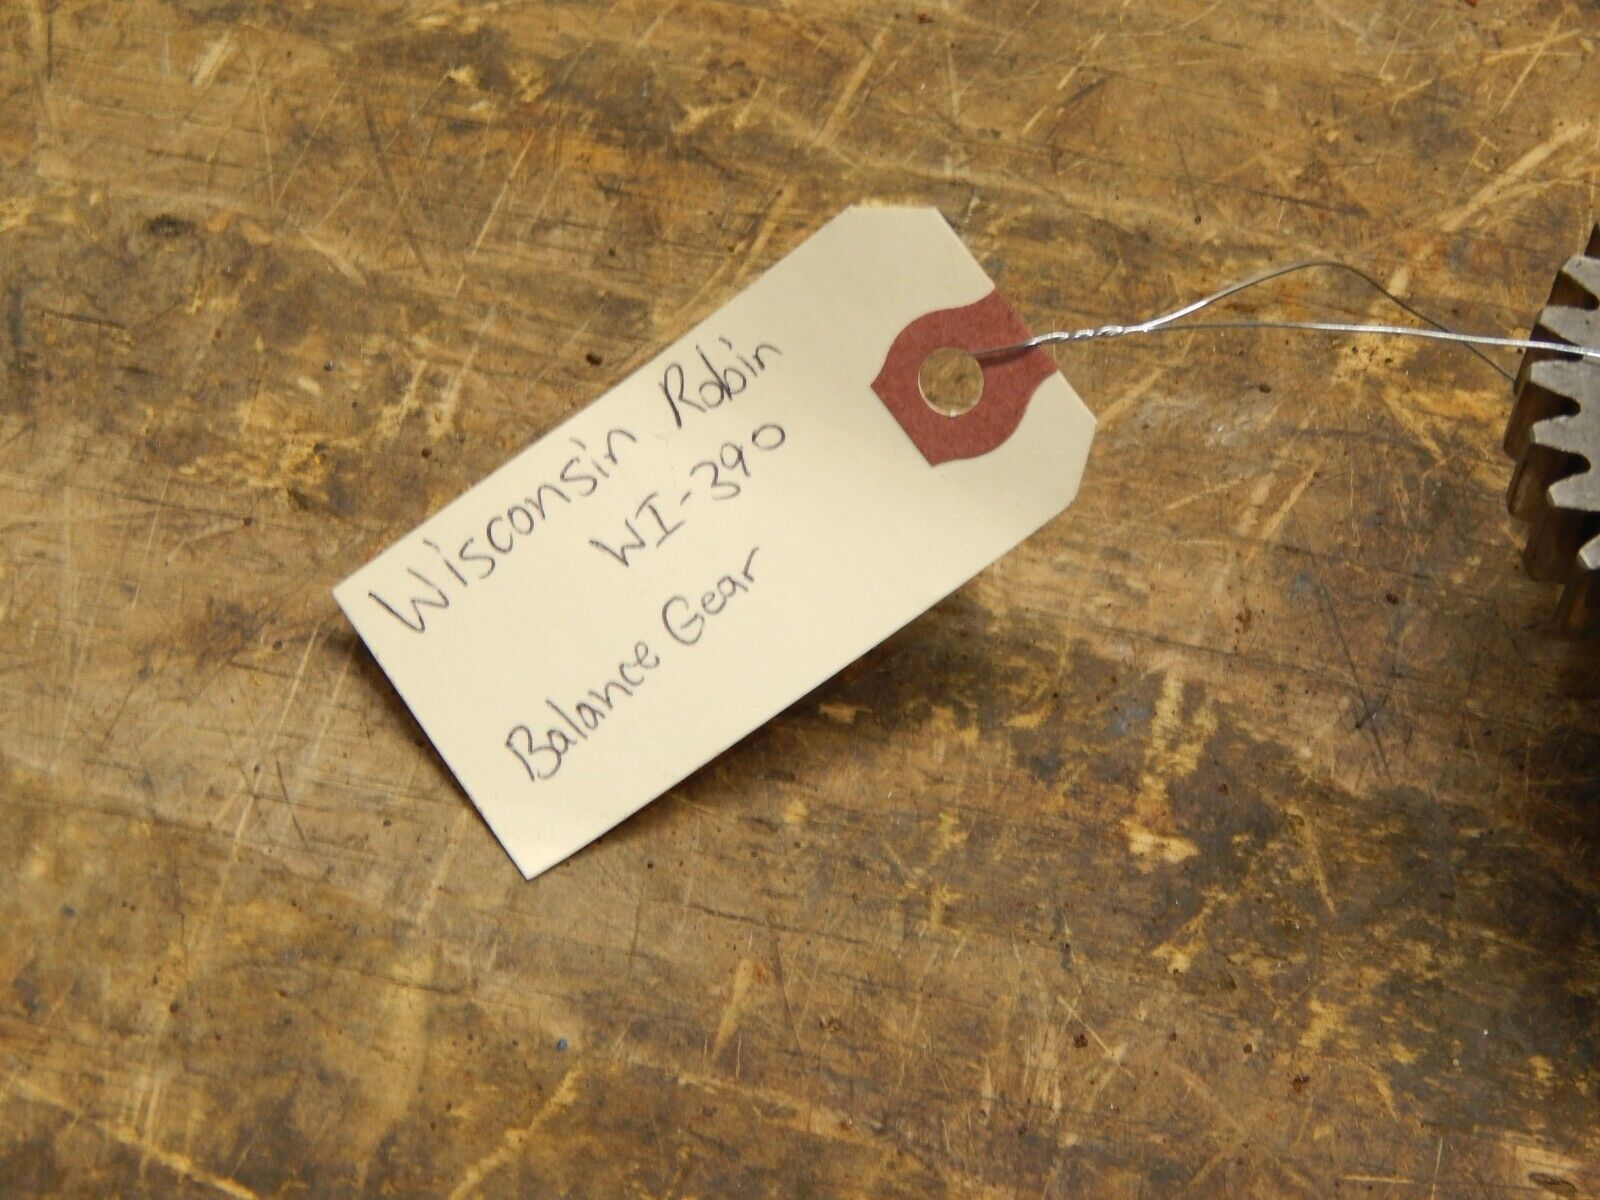 Wisconsin Robin
WI-390
Balance Gear